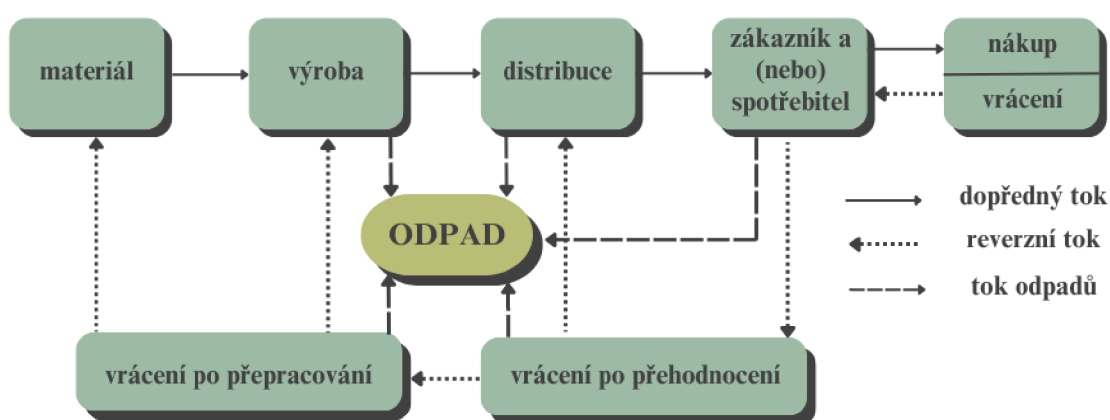 materiál
výroba
distribuce
zákazník a
(nebo)
spotřebitel
nákup
vrácení
ODPAD
dopředný tok
reverzní tok
tok odpadů
vrácení po přepracování
vrácení po přehodnocení